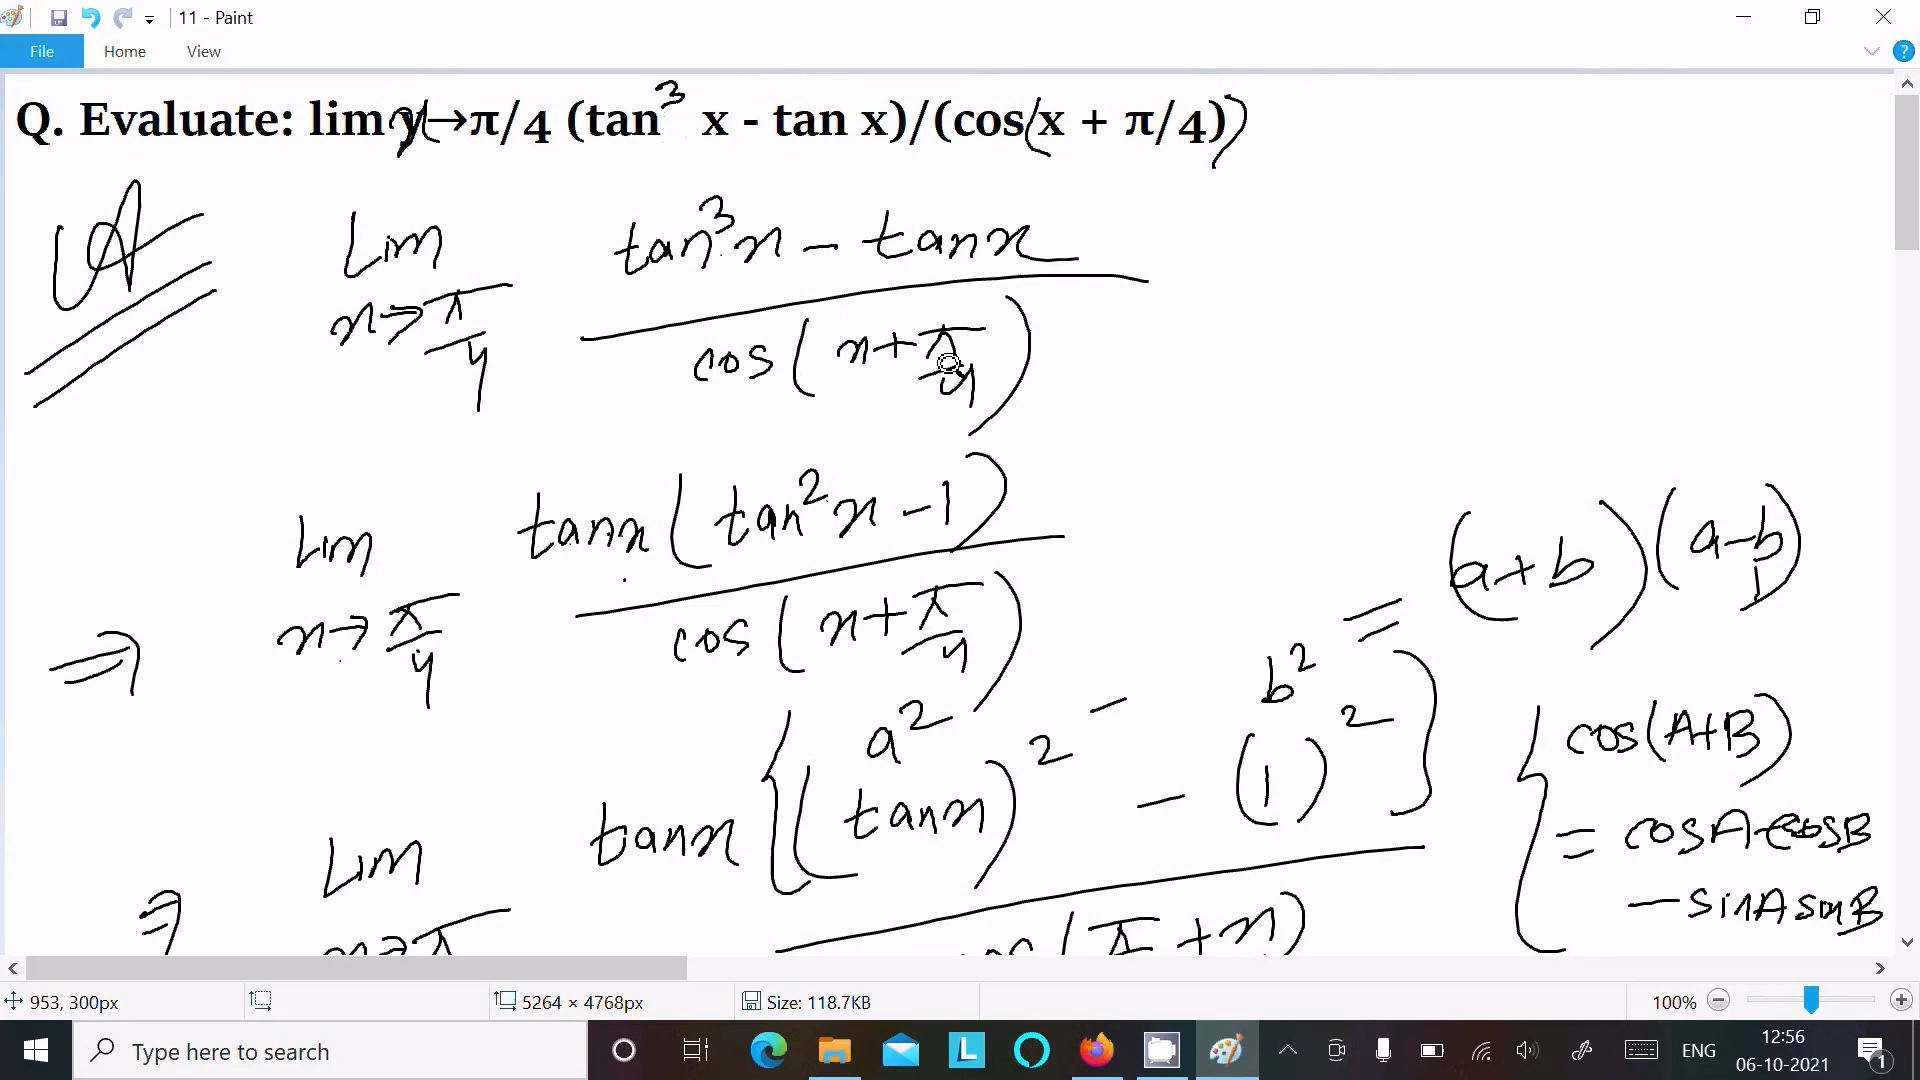 11 - Paint
File Home View
Q. Evaluate: lim x→π/4 (tan³ x - tan x)/(cos(x + π/4))
A
Lim x→π/4 (tan³x - tanx)/(cos(x+π/4))
⇒ Lim x→π/4 (tanx(tan²x-1))/(cos(x+π/4))
a² - b² = (a+b)(a-b)
⇒ Lim x→π tanx{(tanx)² - (1)²}
cos(π + x)
{cos(A+B)
= cosA cosB
- sinA sinB
953, 300px 5264 × 4768px Size: 118.7KB 100%
Type here to search ENG 12:56
06-10-2021 1